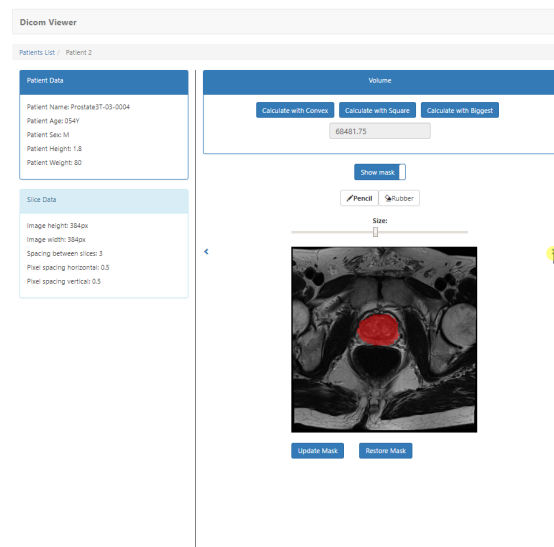 Dicom Viewer
Patients List / Patient 2
Patient Data
Patient Name: Prostate3T-03-0004
Patient Age: 054Y
Patient Sex: M
Patient Height: 1.8
Patient Weight: 80
Slice Data
Image height: 384px
Image width: 384px
Spacing between slices: 3
Pixel spacing horizontal: 0.5
Pixel spacing vertical: 0.5
Volume
Calculate with Convex Calculate with Square Calculate with Biggest
68481.75
Show mask
Pencil Rubber
Size:
Update Mask Restore Mask